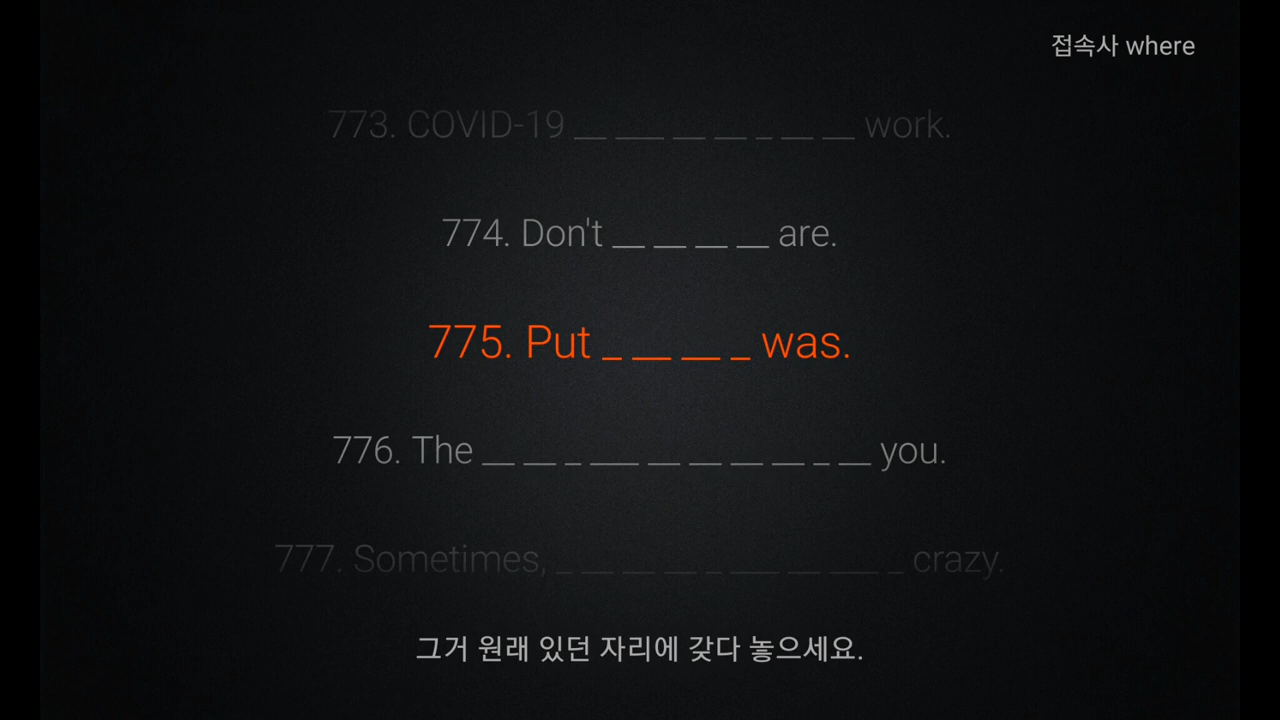 접속사 where
773. COVID-19 __ ___ __ __ _ __ __ work.
774. Don't __ __ __ __ are.
775. Put _ __ __ _ was.
776. The __ __ _ ___ __ __ __ __ _ __ you.
777. Sometimes, _ __ __ __ _ ___ __ ___ _ crazy.
그거 원래 있던 자리에 갖다 놓으세요.